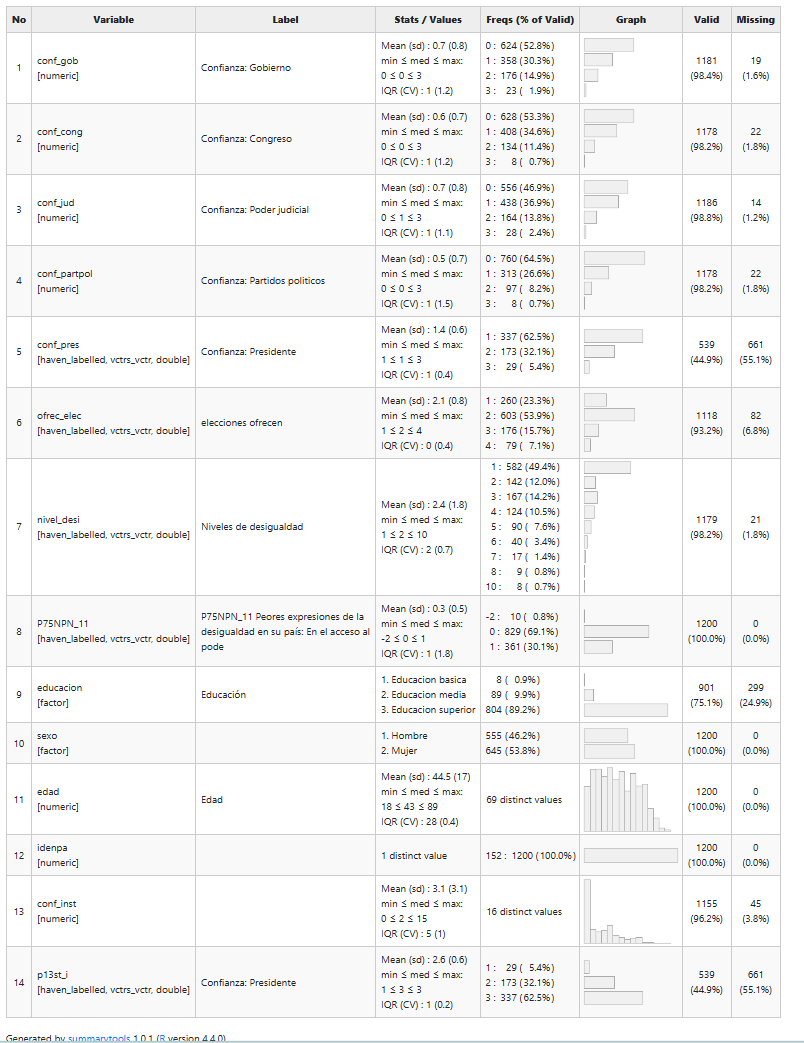 No Variable Label Stats / Values Freqs (% of Valid) Graph Valid Missing
1 conf_gob [numeric] Confianza: Gobierno
Mean (sd) : 0.7 (0.8)
min ≤ med ≤ max:
0 ≤ 0 ≤ 3
IQR (CV) : 1 (1.2)
0 : 624 (52.8%)
1 : 358 (30.3%)
2 : 176 (14.9%)
3 : 23 ( 1.9%)
1181 (98.4%)
19 (1.6%)
2 conf_cong [numeric] Confianza: Congreso
Mean (sd) : 0.6 (0.7)
min ≤ med ≤ max:
0 ≤ 0 ≤ 3
IQR (CV) : 1 (1.2)
0 : 628 (53.3%)
1 : 408 (34.6%)
2 : 134 (11.4%)
3 : 8 ( 0.7%)
1178 (98.2%)
22 (1.8%)
3 conf_jud [numeric] Confianza: Poder judicial
Mean (sd) : 0.7 (0.8)
min ≤ med ≤ max:
0 ≤ 1 ≤ 3
IQR (CV) : 1 (1.1)
0 : 556 (46.9%)
1 : 438 (36.9%)
2 : 164 (13.8%)
3 : 28 ( 2.4%)
1186 (98.8%)
14 (1.2%)
4 conf_partpol [numeric] Confianza: Partidos politicos
Mean (sd) : 0.5 (0.7)
min ≤ med ≤ max:
0 ≤ 0 ≤ 3
IQR (CV) : 1 (1.5)
0 : 760 (64.5%)
1 : 313 (26.6%)
2 : 97 ( 8.2%)
3 : 8 ( 0.7%)
1178 (98.2%)
22 (1.8%)
5 conf_pres [haven_labelled, vctrs_vctr, double] Confianza: Presidente
Mean (sd) : 1.4 (0.6)
min ≤ med ≤ max:
1 ≤ 1 ≤ 3
IQR (CV) : 1 (0.4)
1 : 337 (62.5%)
2 : 173 (32.1%)
3 : 29 ( 5.4%)
539 (44.9%)
661 (55.1%)
6 ofrec_elec [haven_labelled, vctrs_vctr, double] elecciones ofrecen
Mean (sd) : 2.1 (0.8)
min ≤ med ≤ max:
1 ≤ 2 ≤ 4
IQR (CV) : 0 (0.4)
1 : 260 (23.3%)
2 : 603 (53.9%)
3 : 176 (15.7%)
4 : 79 ( 7.1%)
1118 (93.2%)
82 (6.8%)
7 nivel_desi [haven_labelled, vctrs_vctr, double] Niveles de desigualdad
Mean (sd) : 2.4 (1.8)
min ≤ med ≤ max:
1 ≤ 2 ≤ 10
IQR (CV) : 2 (0.7)
1 : 582 (49.4%)
2 : 142 (12.0%)
3 : 167 (14.2%)
4 : 124 (10.5%)
5 : 90 ( 7.6%)
6 : 40 ( 3.4%)
7 : 17 ( 1.4%)
8 : 9 ( 0.8%)
10 : 8 ( 0.7%)
1179 (98.2%)
21 (1.8%)
8 P75NPN_11 [haven_labelled, vctrs_vctr, double]
P75NPN_11 Peores expresiones de la
desigualdad en su país: En el acceso al
pode
Mean (sd) : 0.3 (0.5)
min ≤ med ≤ max:
-2 ≤ 0 ≤ 1
IQR (CV) : 1 (1.8)
-2 : 10 ( 0.8%)
0 : 829 (69.1%)
1 : 361 (30.1%)
1200 (100.0%)
0 (0.0%)
9 educacion [factor] Educación
1. Educacion basica
2. Educacion media
3. Educacion superior
8 ( 0.9%)
89 ( 9.9%)
804 (89.2%)
901 (75.1%)
299 (24.9%)
10 sexo [factor]
1. Hombre
2. Mujer
555 (46.2%)
645 (53.8%)
1200 (100.0%)
0 (0.0%)
11 edad [numeric] Edad
Mean (sd) : 44.5 (17)
min ≤ med ≤ max:
18 ≤ 43 ≤ 89
IQR (CV) : 28 (0.4)
69 distinct values
1200 (100.0%)
0 (0.0%)
12 idenpa [numeric]
1 distinct value
152 : 1200 (100.0%)
1200 (100.0%)
0 (0.0%)
13 conf_inst [numeric]
Mean (sd) : 3.1 (3.1)
min ≤ med ≤ max:
0 ≤ 2 ≤ 15
IQR (CV) : 5 (1)
16 distinct values
1155 (96.2%)
45 (3.8%)
14 p13st_i [haven_labelled, vctrs_vctr, double] Confianza: Presidente
Mean (sd) : 2.6 (0.6)
min ≤ med ≤ max:
1 ≤ 3 ≤ 3
IQR (CV) : 1 (0.2)
1 : 29 ( 5.4%)
2 : 173 (32.1%)
3 : 337 (62.5%)
539 (44.9%)
661 (55.1%)
Generated by summarytools 1.0.1 (R version 4.4.0)